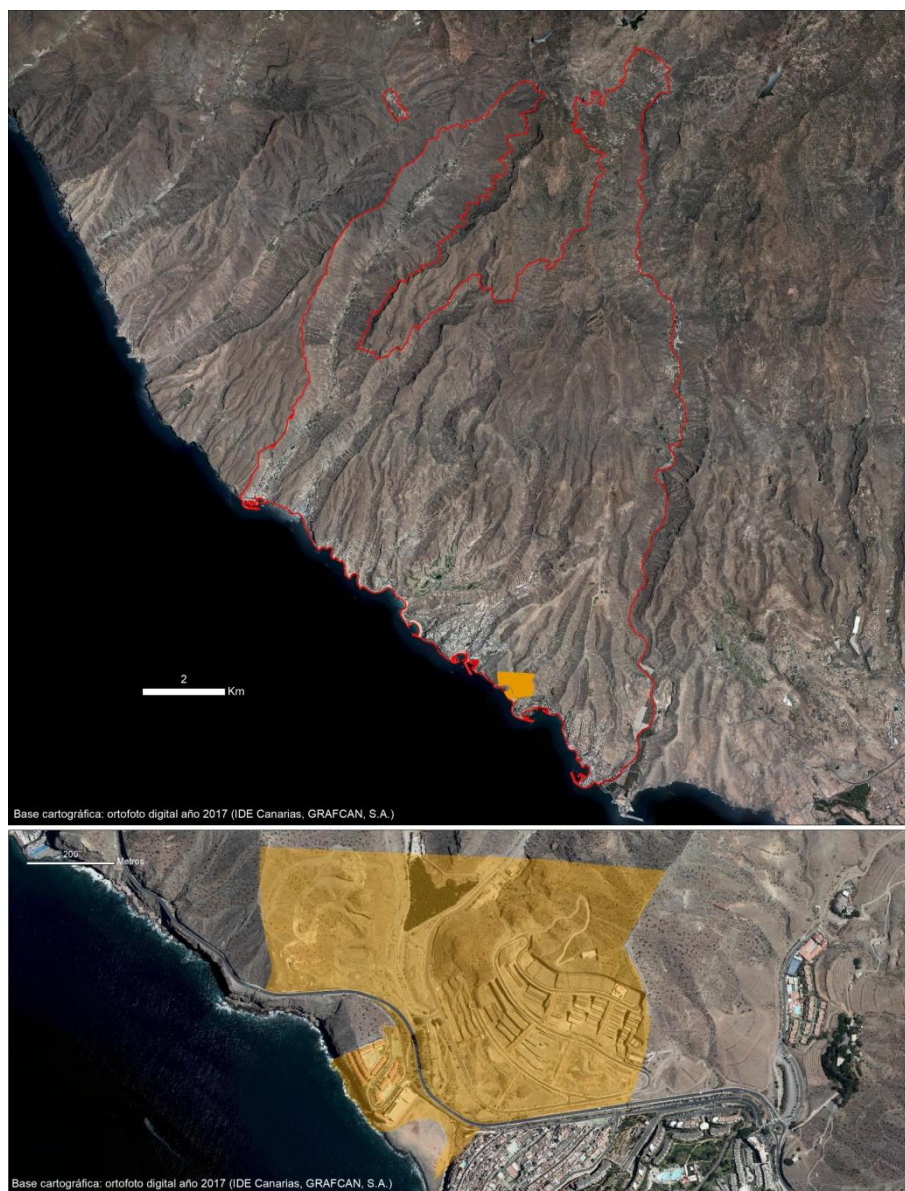 2
Km
Base cartográfica: ortofoto digital año 2017 (IDE Canarias, GRAFCAN, S.A.)
200
Metros
Base cartográfica: ortofoto digital año 2017 (IDE Canarias, GRAFCAN, S.A.)